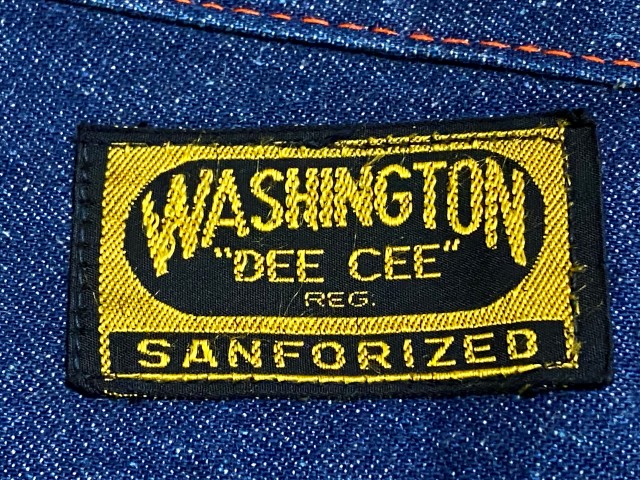 WASHINGTON
"DEE CEE"
REG.
SANFORIZED